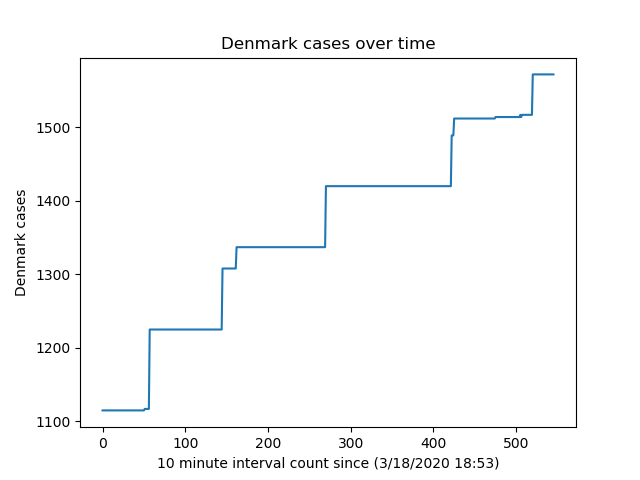 Denmark cases over time
Denmark cases
1500
1400
1300
1200
1100
0 100 200 300 400 500
10 minute interval count since (3/18/2020 18:53)